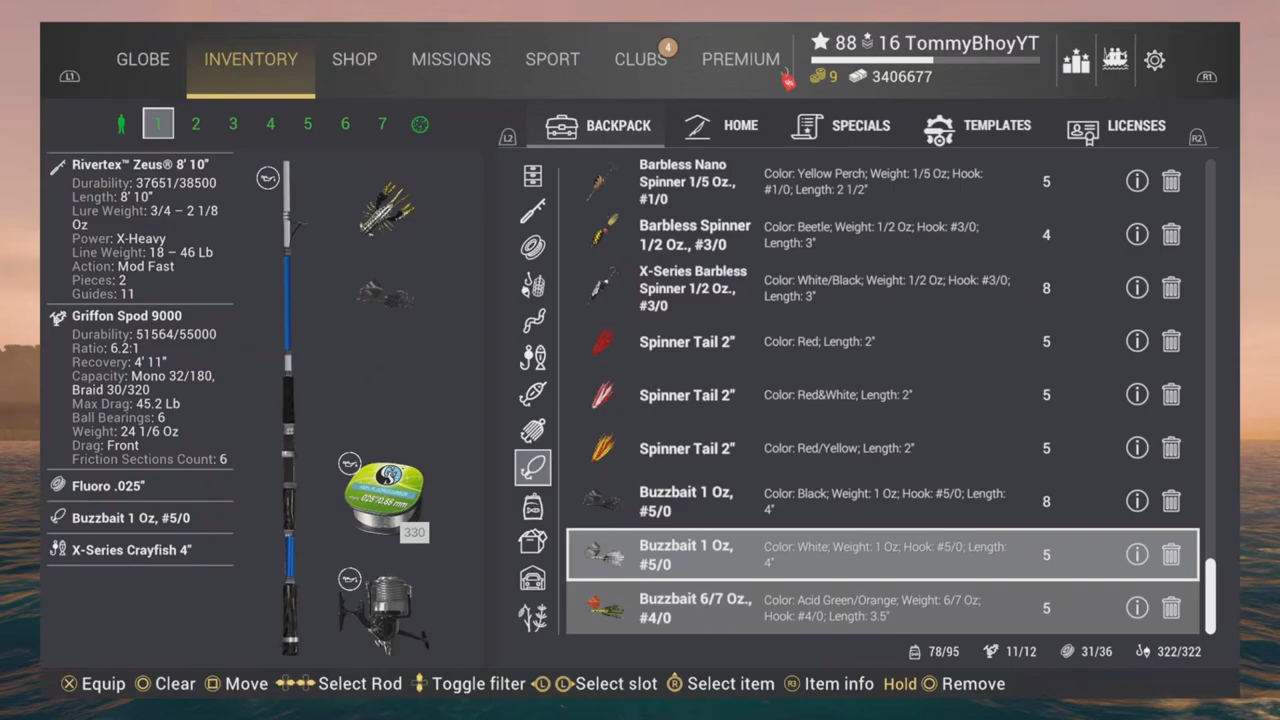 L1
GLOBE
INVENTORY
SHOP
MISSIONS
SPORT
CLUBS
4
PREMIUM
88 16 TommyBhoyYT
9 3406677
R1
1 2 3 4 5 6 7
L2
BACKPACK
HOME
SPECIALS
TEMPLATES
LICENSES
R2
Rivertex™ Zeus® 8' 10"
Durability: 37651/38500
Length: 8' 10"
Lure Weight: 3/4 – 2 1/8
Oz
Power: X-Heavy
Line Weight: 18 – 46 Lb
Action: Mod Fast
Pieces: 2
Guides: 11
Griffon Spod 9000
Durability: 51564/55000
Ratio: 6.2:1
Recovery: 4' 11"
Capacity: Mono 32/180,
Braid 30/320
Max Drag: 45.2 Lb
Ball Bearings: 6
Weight: 24 1/6 Oz
Drag: Front
Friction Sections Count: 6
Fluoro .025"
Buzzbait 1 Oz, #5/0
X-Series Crayfish 4"
330
Barbless Nano
Spinner 1/5 Oz.,
#1/0
Color: Yellow Perch; Weight: 1/5 Oz; Hook:
#1/0; Length: 2 1/2"
5
Barbless Spinner
1/2 Oz., #3/0
Color: Beetle; Weight: 1/2 Oz; Hook: #3/0;
Length: 3"
4
X-Series Barbless
Spinner 1/2 Oz.,
#3/0
Color: White/Black; Weight: 1/2 Oz; Hook: #3/0;
Length: 3"
8
Spinner Tail 2"
Color: Red; Length: 2"
5
Spinner Tail 2"
Color: Red&White; Length: 2"
5
Spinner Tail 2"
Color: Red/Yellow; Length: 2"
5
Buzzbait 1 Oz,
#5/0
Color: Black; Weight: 1 Oz; Hook: #5/0; Length:
4"
8
Buzzbait 1 Oz,
#5/0
Color: White; Weight: 1 Oz; Hook: #5/0; Length:
4"
5
Buzzbait 6/7 Oz.,
#4/0
Color: Acid Green/Orange; Weight: 6/7 Oz;
Hook: #4/0; Length: 3.5"
5
78/95 11/12 31/36 322/322
Equip Clear Move Select Rod Toggle filter L L Select slot R Select item R3 Item info Hold Remove